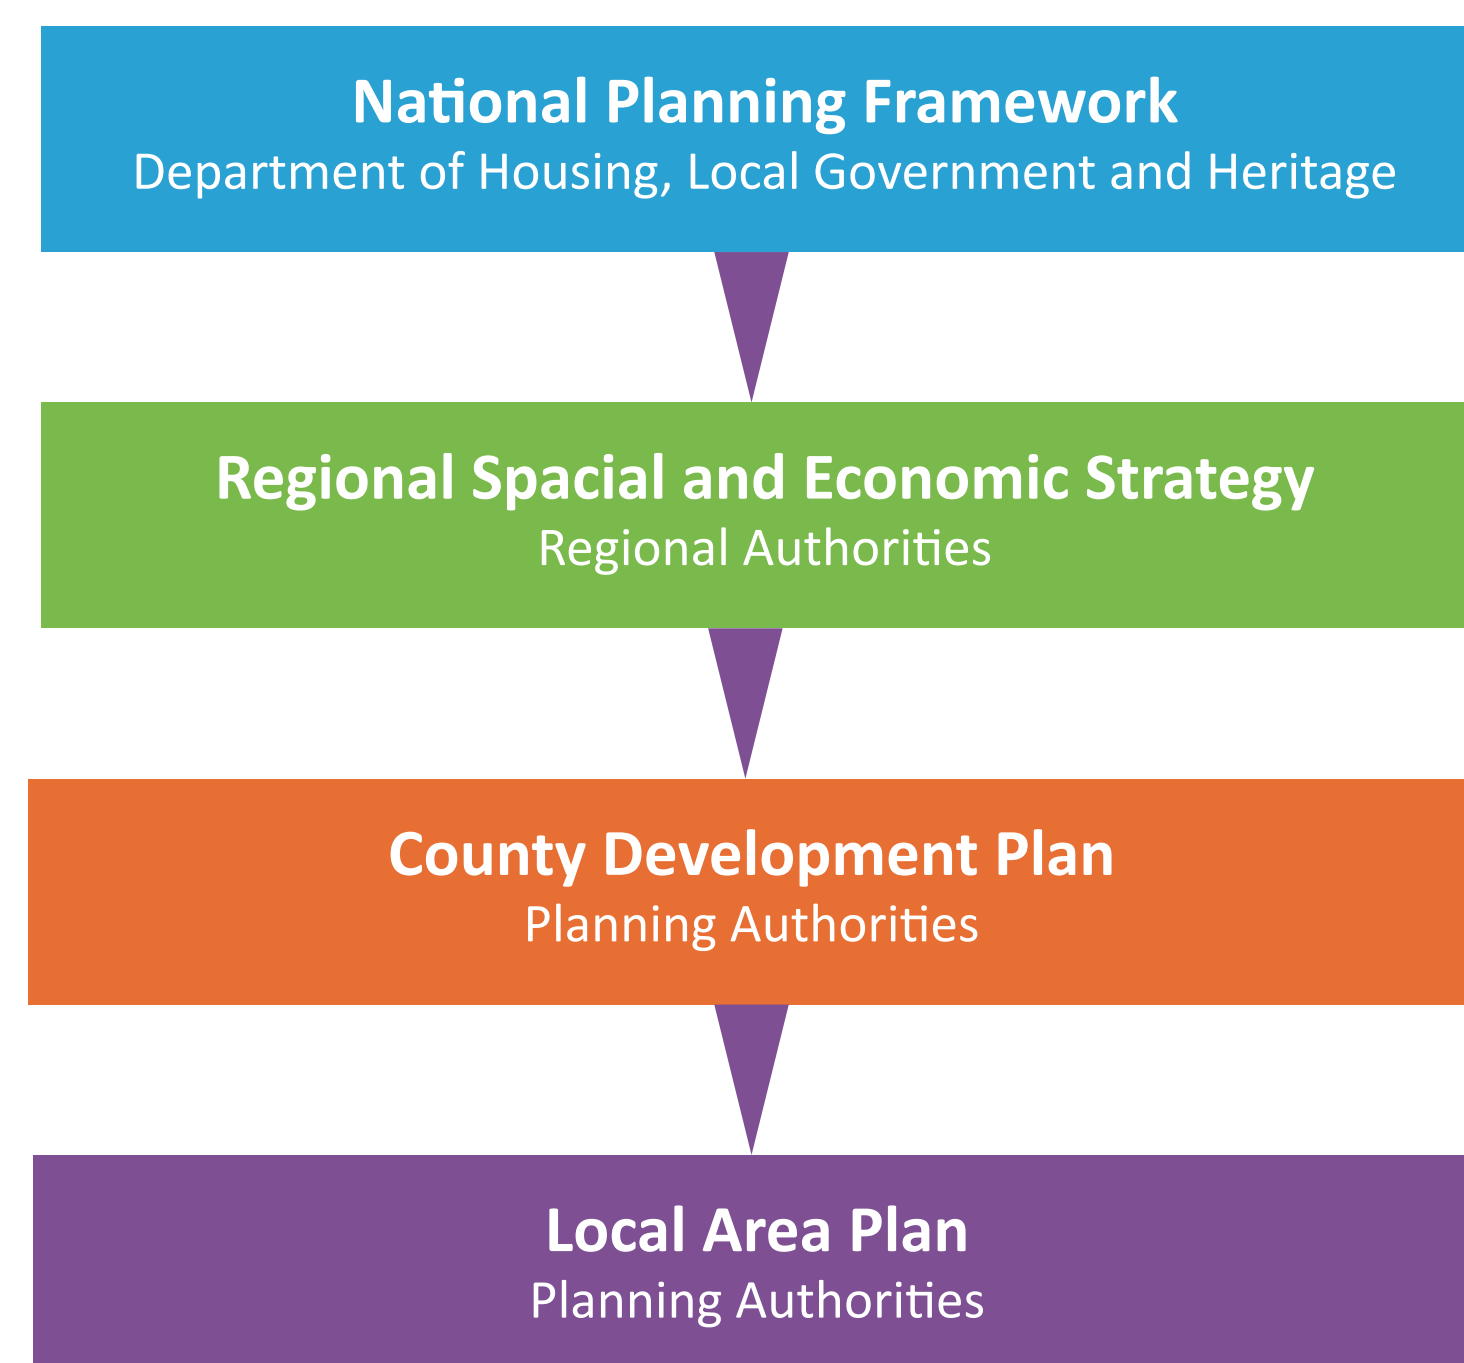 National Planning Framework
Department of Housing, Local Government and Heritage
Regional Spacial and Economic Strategy
Regional Authorities
County Development Plan
Planning Authorities
Local Area Plan
Planning Authorities